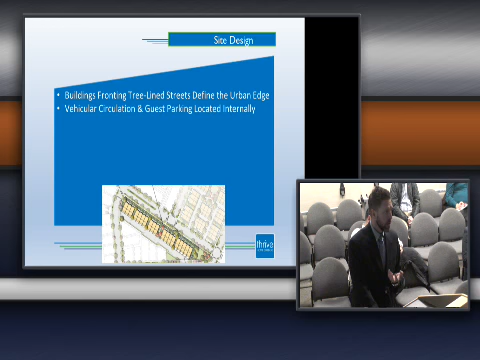 Site Design
• Buildings Fronting Tree-Lined Streets Define the Urban Edge
• Vehicular Circulation & Guest Parking Located Internally
thrive